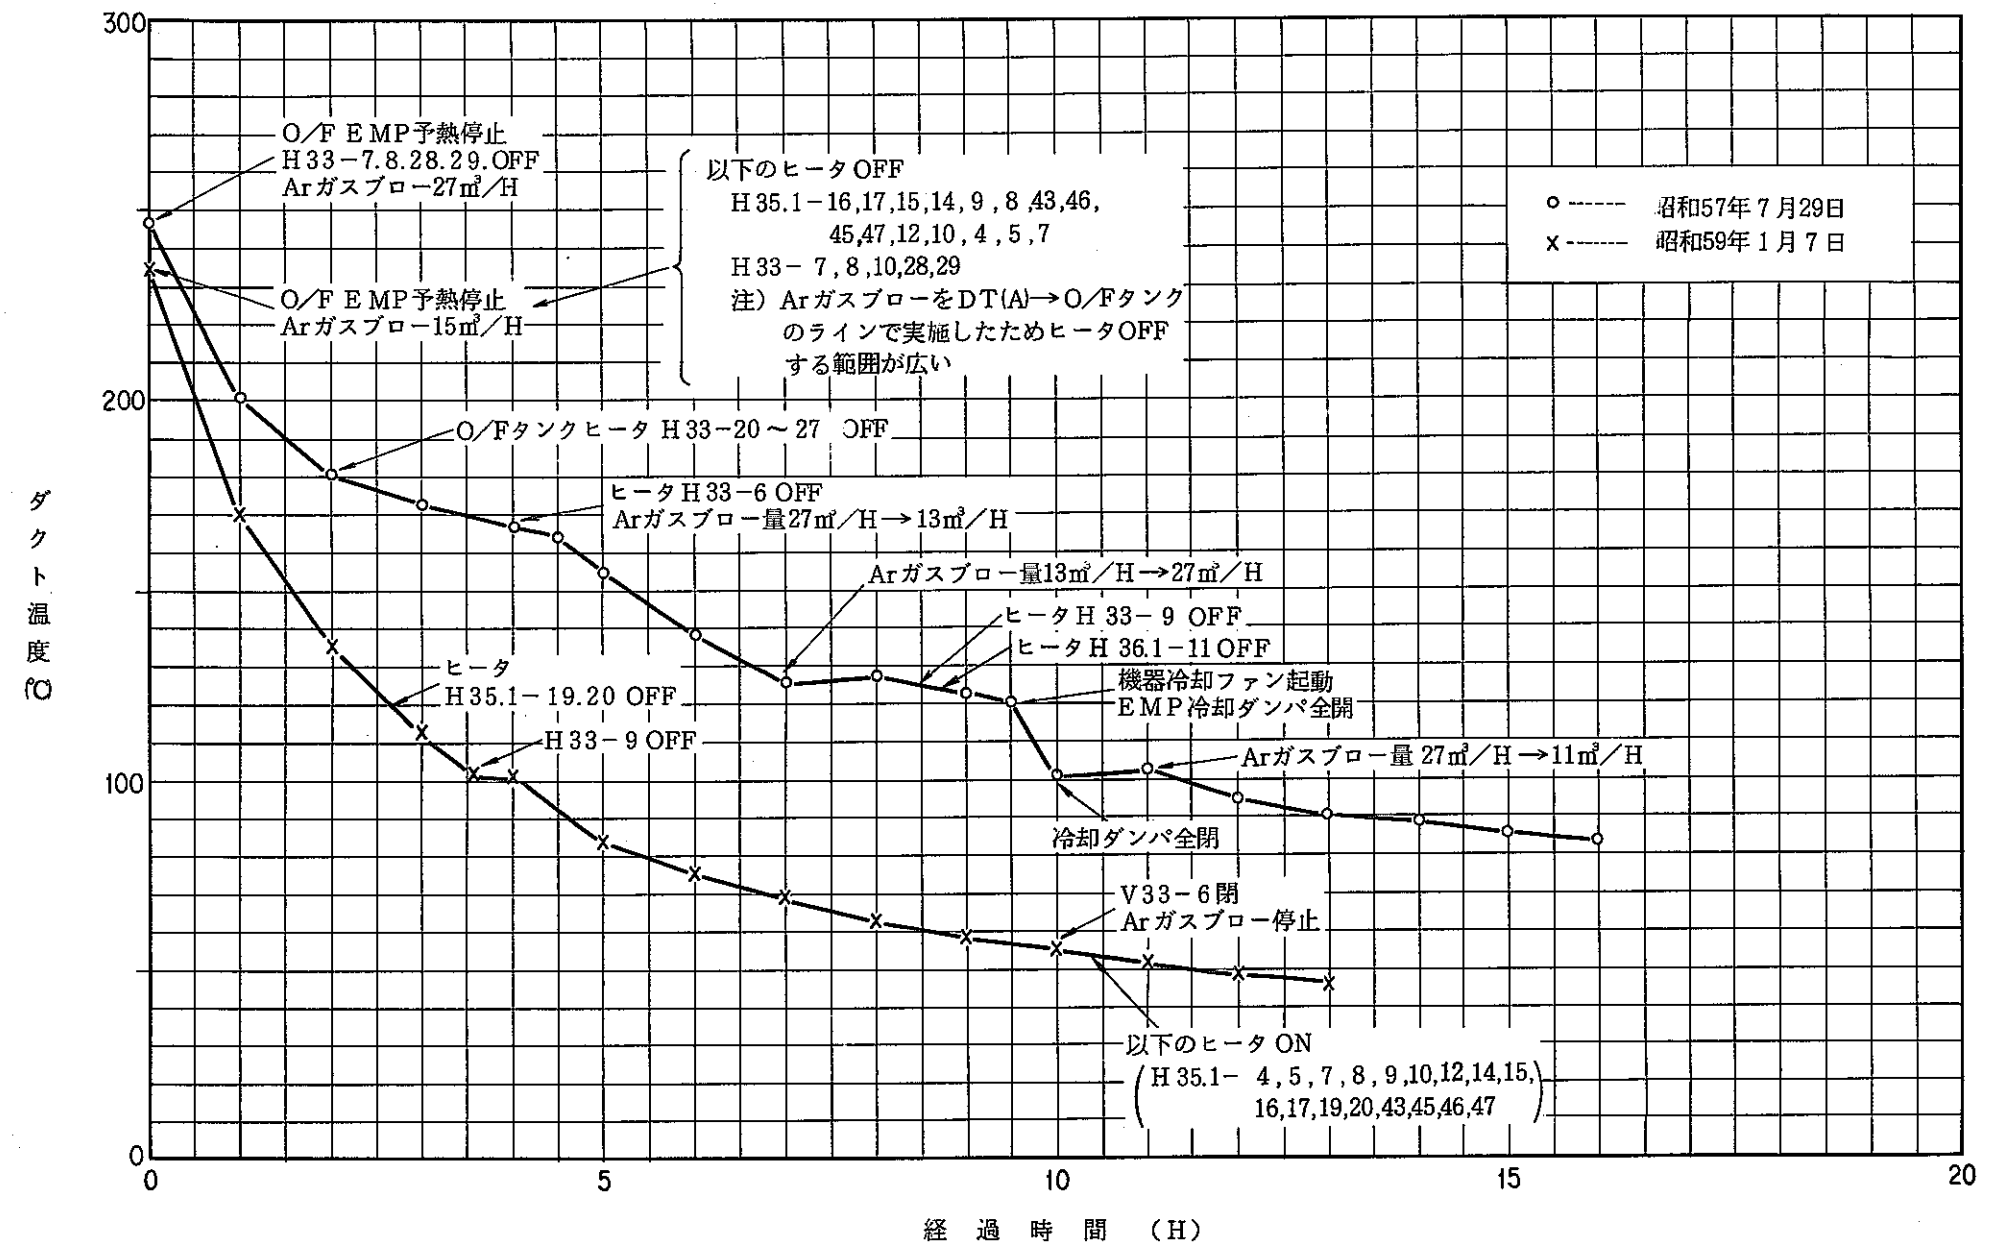 300
O/F EMP予熱停止
H33-7.8.28.29.OFF
Arガスブロー27m³/H
以下のヒータOFF
H35.1-16,17,15,14,9,8,43,46,
45,47,12,10,4,5,7
H33-7,8,10,28,29
注)ArガスブローをDT(A)→O/Fタンク
のラインで実施したためヒータOFF
する範囲が広い
○------ 昭和57年7月29日
×------ 昭和59年1月7日
O/F EMP予熱停止
Arガスブロー15m³/H
200
O/Fタンクヒータ H33-20〜27 OFF
ヒータH33-6 OFF
Arガスブロー量27m³/H→13m³/H
Arガスブロー量13m³/H→27m³/H
ヒータH33-9 OFF
ヒータH36.1-11 OFF
機器冷却ファン起動
EMP冷却ダンパ全開
ヒータ
H35.1-19.20 OFF
H33-9 OFF
Arガスブロー量 27m³/H→11m³/H
100
冷却ダンパ全閉
V33-6閉
Arガスブロー停止
以下のヒータON
(H35.1- 4,5,7,8,9,10,12,14,15,
16,17,19,20,43,45,46,47)
0
0 5 10 15 20
ダクト温度℃
経過時間 (H)